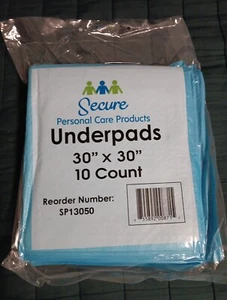 Secure
Personal Care Products
Underpads
30" x 30"
10 Count
Reorder Number:
SP13050